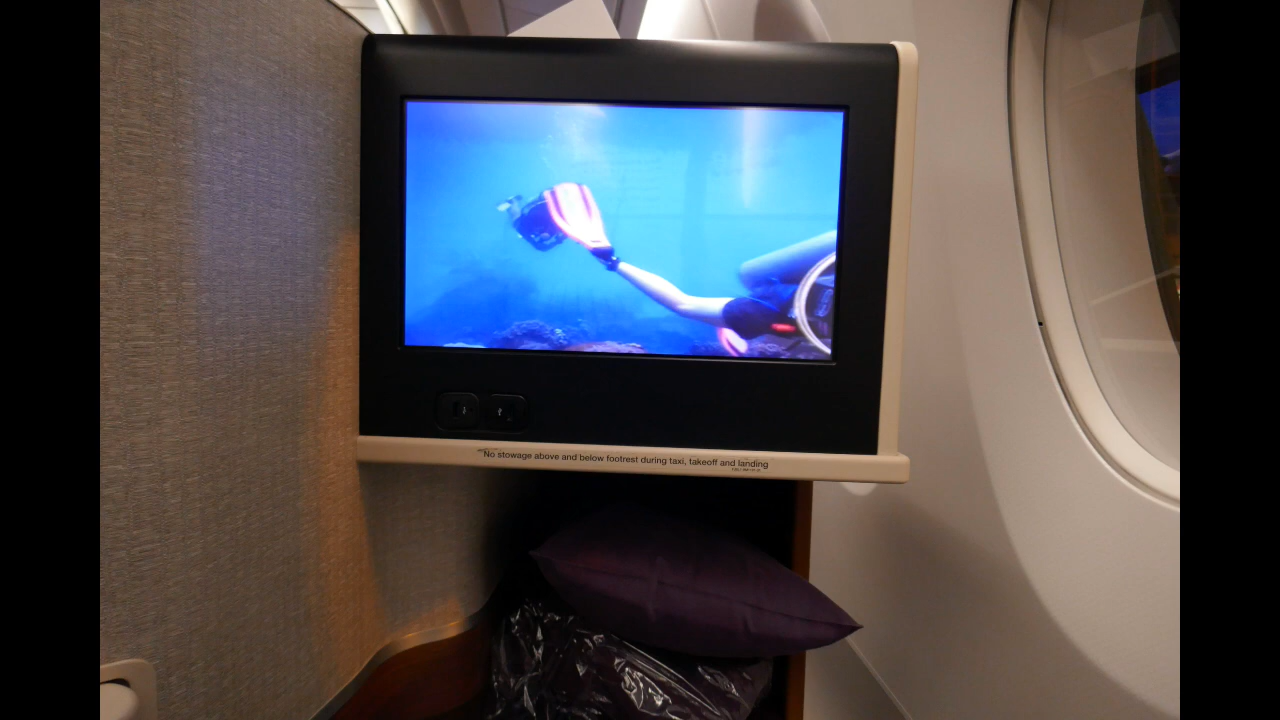 No stowage above and below footrest during taxi, takeoff and landing